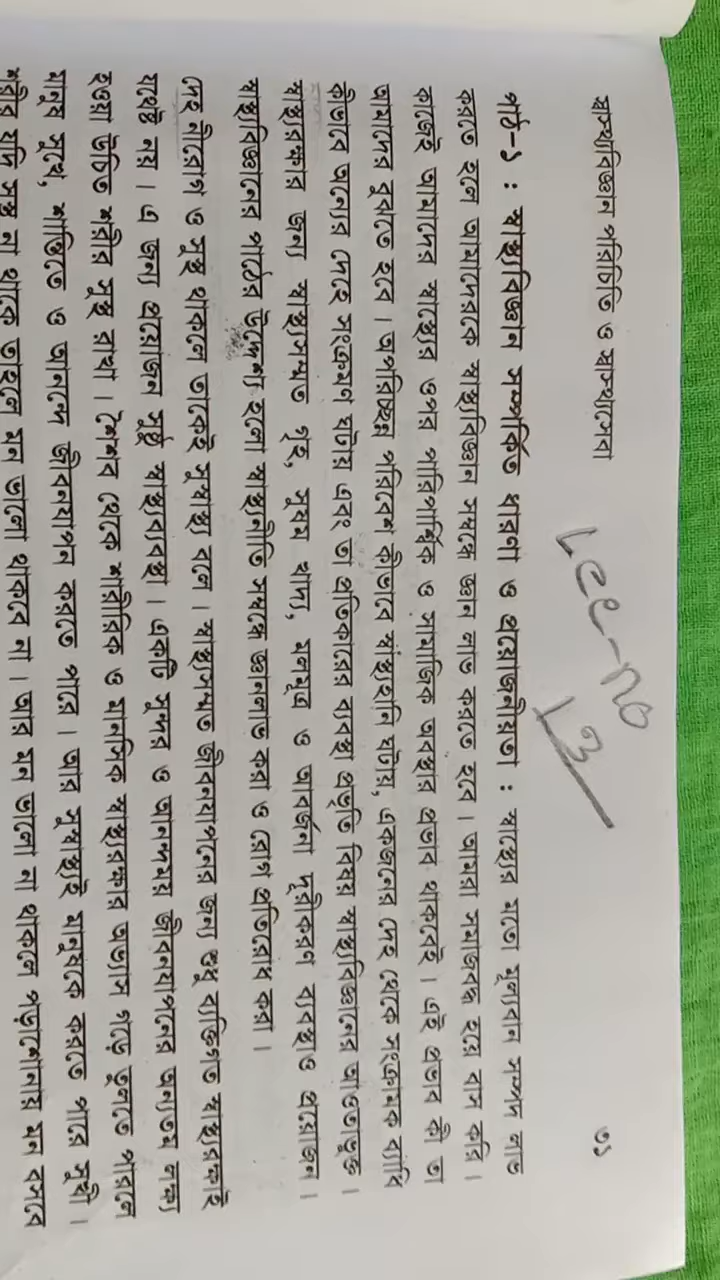 স্বাস্থ্যবিজ্ঞান পরিচিতি ও স্বাস্থ্যসেবা ৩১
Lec-no
13
পাঠ-১ : স্বাস্থ্যবিজ্ঞান সম্পর্কিত ধারণা ও প্রয়োজনীয়তা : স্বাস্থ্যের মতো মূল্যবান সম্পদ লাভ
করতে হলে আমাদেরকে স্বাস্থ্যবিজ্ঞান সম্বন্ধে জ্ঞান লাভ করতে হবে। আমরা সমাজবদ্ধ হয়ে বাস করি।
কাজেই আমাদের স্বাস্থ্যের ওপর পারিপার্শ্বিক ও সামাজিক অবস্থার প্রভাব থাকবেই। এই প্রভাব কী তা
আমাদের বুঝতে হবে। অপরিচ্ছন্ন পরিবেশ কীভাবে স্বাস্থ্যহানি ঘটায়, একজনের দেহ থেকে সংক্রামক ব্যাধি
কীভাবে অন্যের দেহে সংক্রমণ ঘটায় এবং তা প্রতিকারের ব্যবস্থা প্রভৃতি বিষয় স্বাস্থ্যবিজ্ঞানের আওতাভুক্ত।
স্বাস্থ্যরক্ষার জন্য স্বাস্থ্যসম্মত গৃহ, সুষম খাদ্য, মলমূত্র ও আবর্জনা দূরীকরণ ব্যবস্থাও প্রয়োজন।
স্বাস্থ্যবিজ্ঞানের পাঠের উদ্দেশ্য হলো স্বাস্থ্যনীতি সম্বন্ধে জ্ঞানলাভ করা ও রোগ প্রতিরোধ করা।
দেহ নীরোগ ও সুস্থ থাকলে তাকেই সুস্বাস্থ্য বলে। স্বাস্থ্যসম্মত জীবনযাপনের জন্য শুধু ব্যক্তিগত স্বাস্থ্যরক্ষাই
যথেষ্ট নয়। এ জন্য প্রয়োজন সুষ্ঠু স্বাস্থ্যব্যবস্থা। একটি সুন্দর ও আনন্দময় জীবনযাপনের অন্যতম লক্ষ্য
হওয়া উচিত শরীর সুস্থ রাখা। শৈশব থেকে শারীরিক ও মানসিক স্বাস্থ্যরক্ষার অভ্যাস গড়ে তুলতে পারলে
মানুষ সুখে, শান্তিতে ও আনন্দে জীবনযাপন করতে পারে। আর সুস্বাস্থ্যই মানুষকে করতে পারে সুখী।
শরীর যদি সুস্থ না থাকে তাহলে মন ভালো থাকবে না। আর মন ভালো না থাকলে পড়াশোনায় মন বসবে